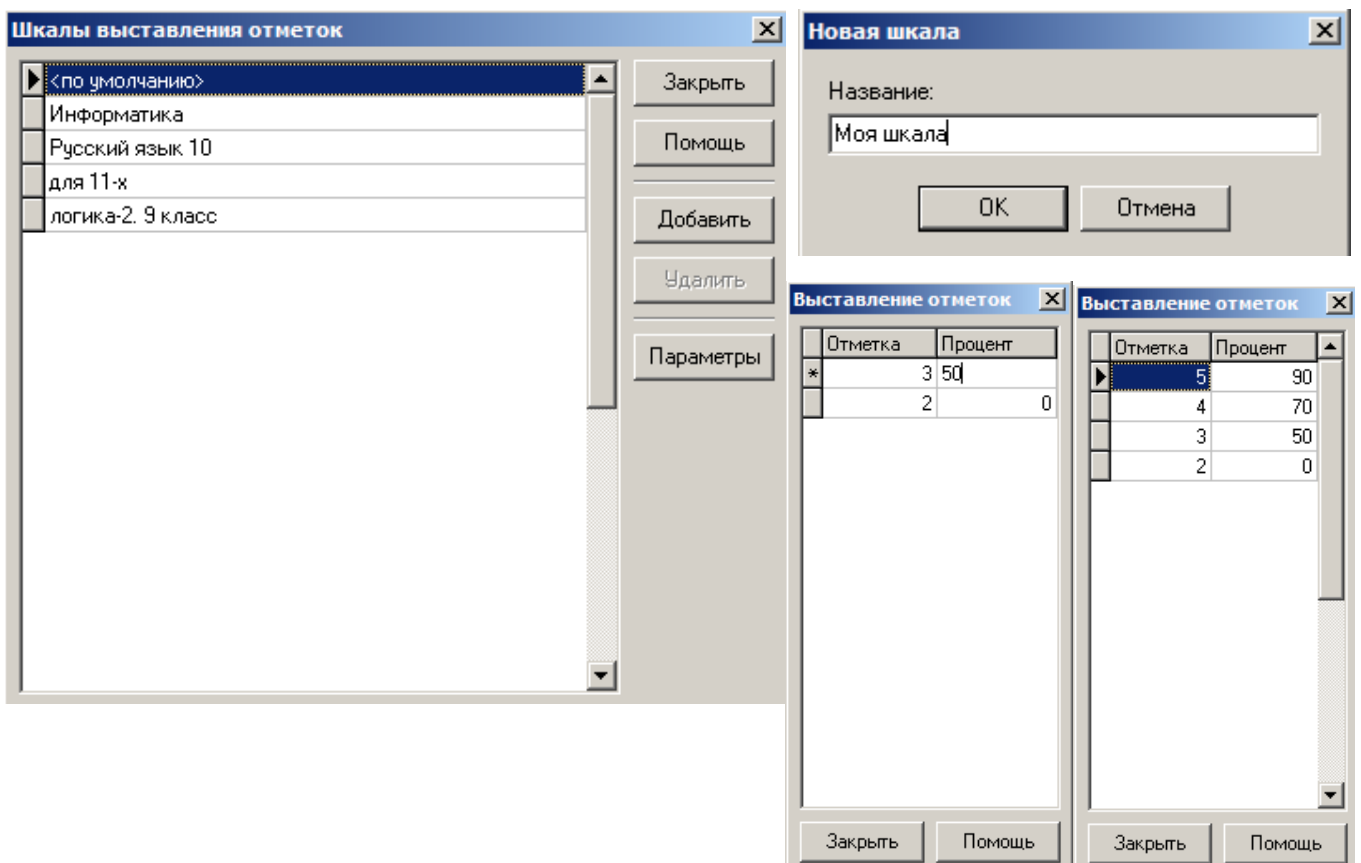 Шкалы выставления отметок
<по умолчанию>
Информатика
Русский язык 10
для 11-х
логика-2. 9 класс
Закрыть
Помощь
Добавить
Удалить
Параметры
Новая шкала
Название:
Моя шкала
OK Отмена
Выставление отметок
Отметка Процент
* 3 50
2 0
Закрыть Помощь
Выставление отметок
Отметка Процент
5 90
4 70
3 50
2 0
Закрыть Помощь